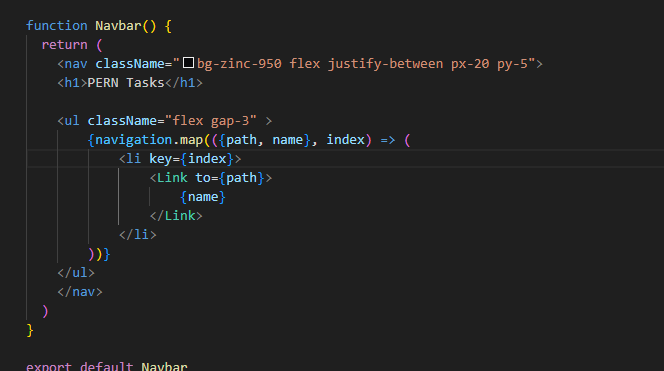 function Navbar() {
  return (
    <nav className="bg-zinc-950 flex justify-between px-20 py-5">
    <h1>PERN Tasks</h1>

    <ul className="flex gap-3" >
        {navigation.map(({path, name}, index) => (
            <li key={index}>
                <Link to={path}>
                    {name}
                </Link>
            </li>
        ))}
    </ul>
    </nav>
  )
}

export default Navbar